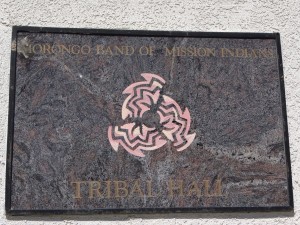 MORONGO BAND OF MISSION INDIANS
TRIBAL HALL